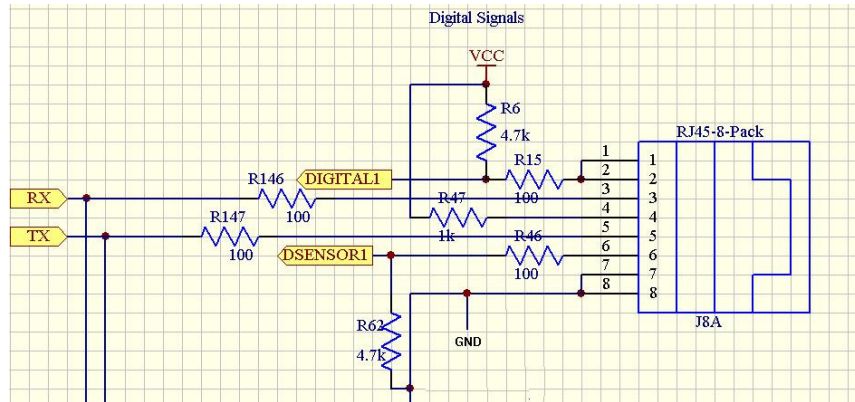 Digital Signals
VCC
R6
4.7k
RJ45-8-Pack
1 1
R15
2 2
DIGITAL1
R146
100
3 3
RX
100
R47
4 4
R147
1k
5 5
TX
100
R46
6 6
DSENSOR1
100
7 7
8 8
R62
4.7k
GND
J8A